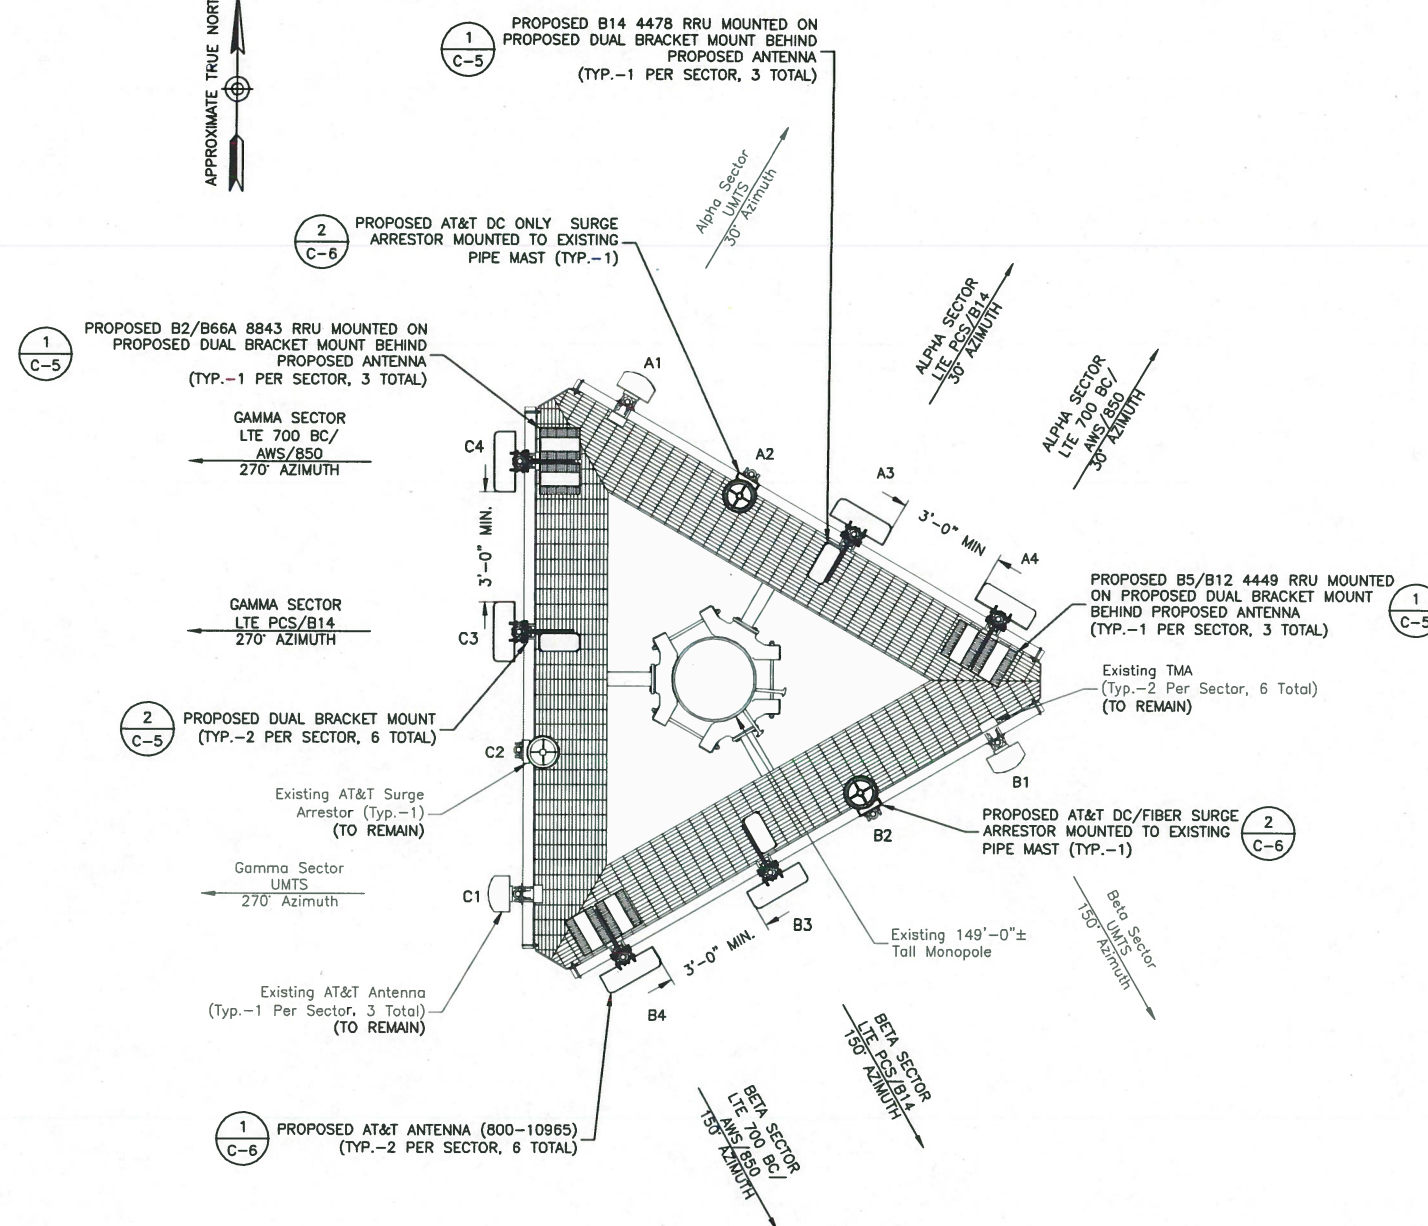 APPROXIMATE TRUE NORT
1
C-5
PROPOSED B14 4478 RRU MOUNTED ON
PROPOSED DUAL BRACKET MOUNT BEHIND
PROPOSED ANTENNA
(TYP.-1 PER SECTOR, 3 TOTAL)
Alpha Sector
UMTS
30° Azimuth
2
C-6
PROPOSED AT&T DC ONLY SURGE
ARRESTOR MOUNTED TO EXISTING
PIPE MAST (TYP.-1)
ALPHA SECTOR
LTE PCS/B14
30° AZIMUTH
ALPHA SECTOR
LTE 700 BC/
AWS/850
30° AZIMUTH
1
C-5
PROPOSED B2/B66A 8843 RRU MOUNTED ON
PROPOSED DUAL BRACKET MOUNT BEHIND
PROPOSED ANTENNA
(TYP.-1 PER SECTOR, 3 TOTAL)
A1
GAMMA SECTOR
LTE 700 BC/
AWS/850
270° AZIMUTH
C4
A2
A3
3'-0" MIN
A4
3'-0" MIN.
PROPOSED B5/B12 4449 RRU MOUNTED
ON PROPOSED DUAL BRACKET MOUNT
BEHIND PROPOSED ANTENNA
(TYP.-1 PER SECTOR, 3 TOTAL)
1
C-5
GAMMA SECTOR
LTE PCS/B14
270° AZIMUTH
C3
Existing TMA
(Typ.-2 Per Sector, 6 Total)
(TO REMAIN)
2
C-5
PROPOSED DUAL BRACKET MOUNT
(TYP.-2 PER SECTOR, 6 TOTAL)
C2
B1
Existing AT&T Surge
Arrestor (Typ.-1)
(TO REMAIN)
B2
PROPOSED AT&T DC/FIBER SURGE
ARRESTOR MOUNTED TO EXISTING
PIPE MAST (TYP.-1)
2
C-6
Gamma Sector
UMTS
270° Azimuth
C1
B3
3'-0" MIN.
Existing 149'-0"±
Tall Monopole
Beta Sector
UMTS
150° Azimuth
Existing AT&T Antenna
(Typ.-1 Per Sector, 3 Total)
(TO REMAIN)
B4
BETA SECTOR
LTE PCS/B14
150° AZIMUTH
BETA SECTOR
LTE 700 BC/
AWS/850
150° AZIMUTH
1
C-6
PROPOSED AT&T ANTENNA (800-10965)
(TYP.-2 PER SECTOR, 6 TOTAL)